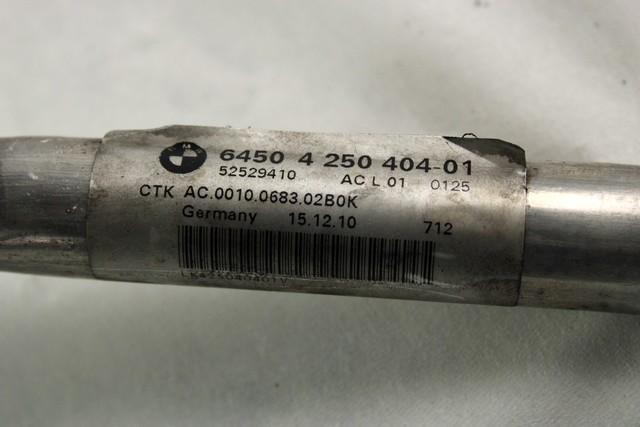 6450 4 250 404-01
52529410 AC L 01 0125
CTK AC.0010.0683.02B0K
Germany 15.12.10 712